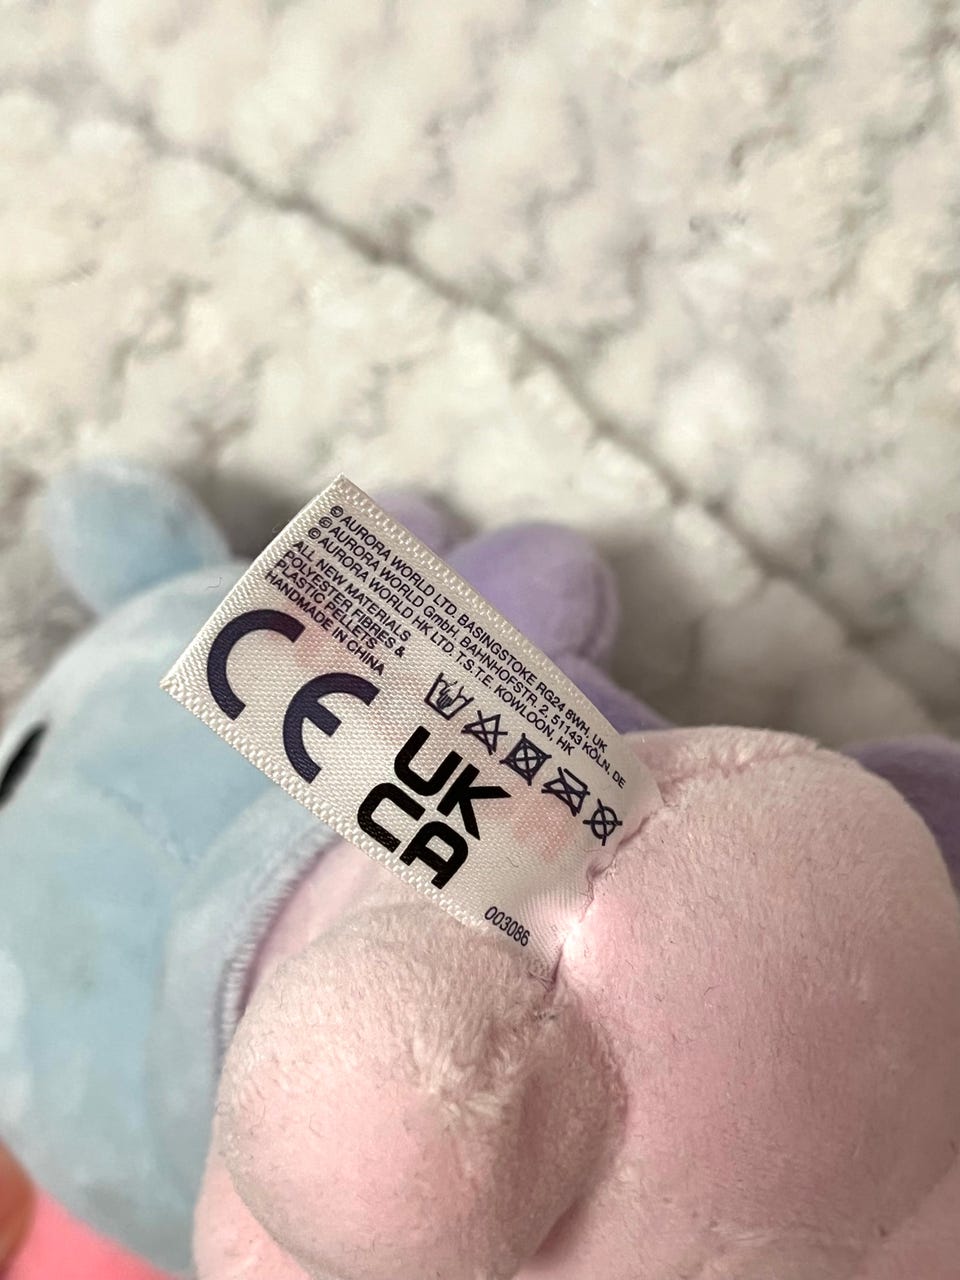 © AURORA WORLD LTD. BASINGSTOKE RG24 8WH, UK
© AURORA WORLD GmbH. BAHNHOFSTR. 2, 51143 KÖLN, DE
© AURORA WORLD HK LTD. T.S.T.E. KOWLOON, HK
ALL NEW MATERIALS
POLYESTER FIBRES &
PLASTIC PELLETS
HANDMADE IN CHINA
CE
UK
CA
003086